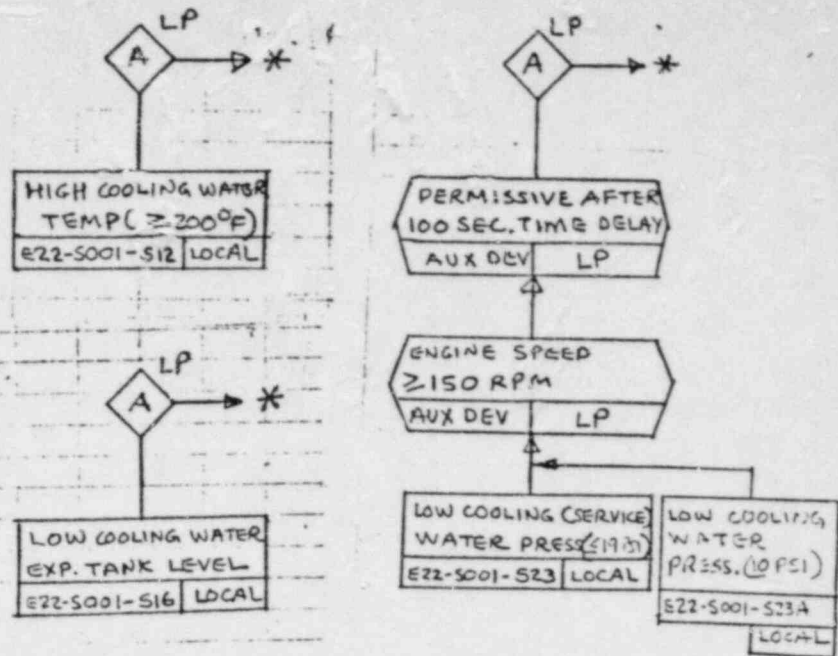 LP
A
*
HIGH COOLING WATER
TEMP( ≥200°F)
E22-S001-S12 LOCAL
LP
A
*
LOW COOLING WATER
EXP. TANK LEVEL
E22-S001-S16 LOCAL
LP
A
*
PERMISSIVE AFTER
100 SEC. TIME DELAY
AUX DEV LP
ENGINE SPEED
≥150 RPM
AUX DEV LP
LOW COOLING (SERVICE)
WATER PRESS
E22-S001-S23 LOCAL
LOW COOLING
WATER
PRESS. (10 PSI)
E22-S001-S23A
LOCAL